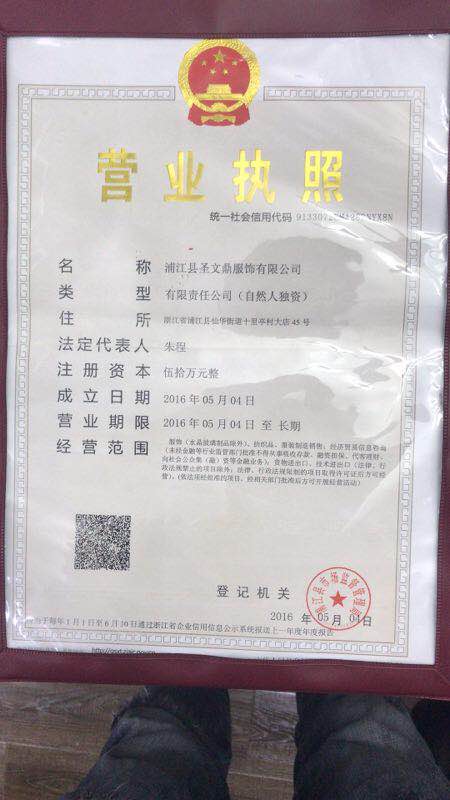 营业执照
统一社会信用代码
名 称 浦江县圣文鼎服饰有限公司
类 型 有限责任公司（自然人独资）
住 所 浙江省浦江县仙华街道十里亭村大店45号
法定代表人 朱程
注册资本 伍拾万元整
成立日期 2016年05月04日
营业期限 2016年05月04日 至 长期
经营范围 服饰（水晶玻璃制品除外）、纺织品、服装制造销售；经济贸易信息咨询
（未经金融等行业监管部门批准不得从事吸收存款、融资担保、代客理财、
向社会公众集（融）资等金融业务）；货物进出口、技术进出口（法律、行
政法规禁止的项目除外，法律、行政法规限制的项目取得许可证后方可经
营）。（依法须经批准的项目，经相关部门批准后方可开展经营活动）
登记机关
浦江县市场监督管理局
2016年05月04日
于每年1月1日至6月30日通过浙江省企业信用信息公示系统报送上一年度年度报告